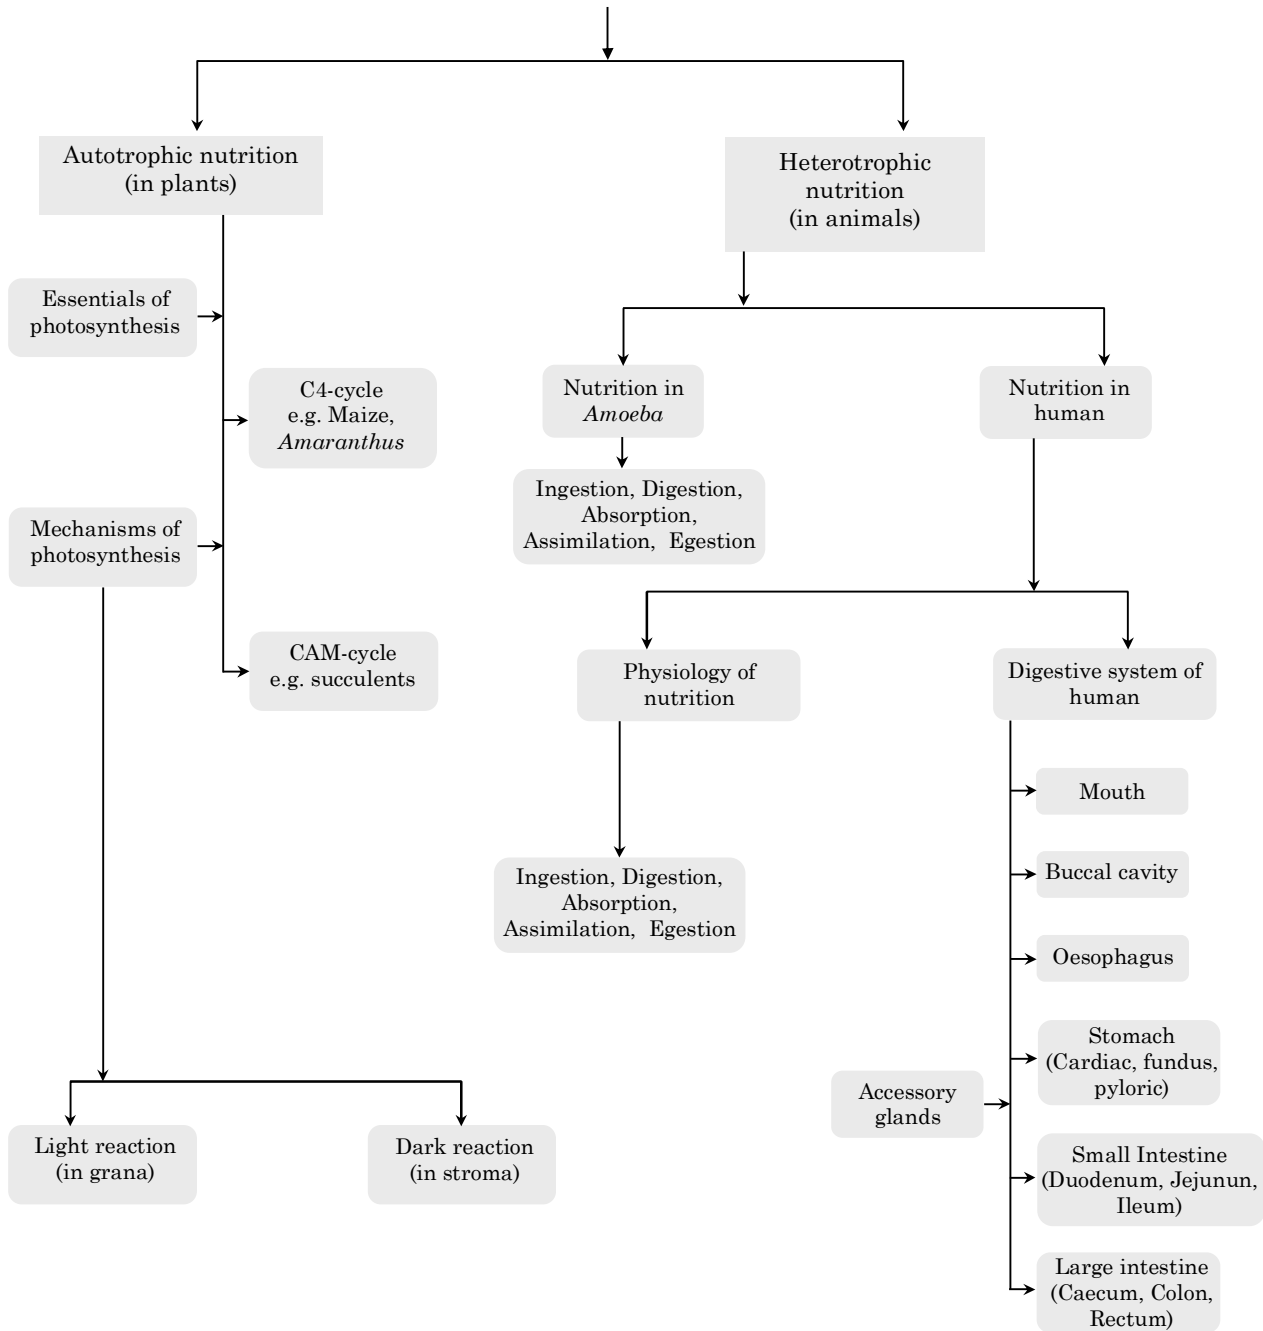 Autotrophic nutrition
(in plants)
Heterotrophic
nutrition
(in animals)
Essentials of
photosynthesis
C4-cycle
e.g. Maize,
Amaranthus
Mechanisms of
photosynthesis
CAM-cycle
e.g. succulents
Light reaction
(in grana)
Dark reaction
(in stroma)
Nutrition in
Amoeba
Ingestion, Digestion,
Absorption,
Assimilation, Egestion
Nutrition in
human
Physiology of
nutrition
Ingestion, Digestion,
Absorption,
Assimilation, Egestion
Digestive system of
human
Mouth
Buccal cavity
Oesophagus
Stomach
(Cardiac, fundus,
pyloric)
Accessory
glands
Small Intestine
(Duodenum, Jejunun,
Ileum)
Large intestine
(Caecum, Colon,
Rectum)